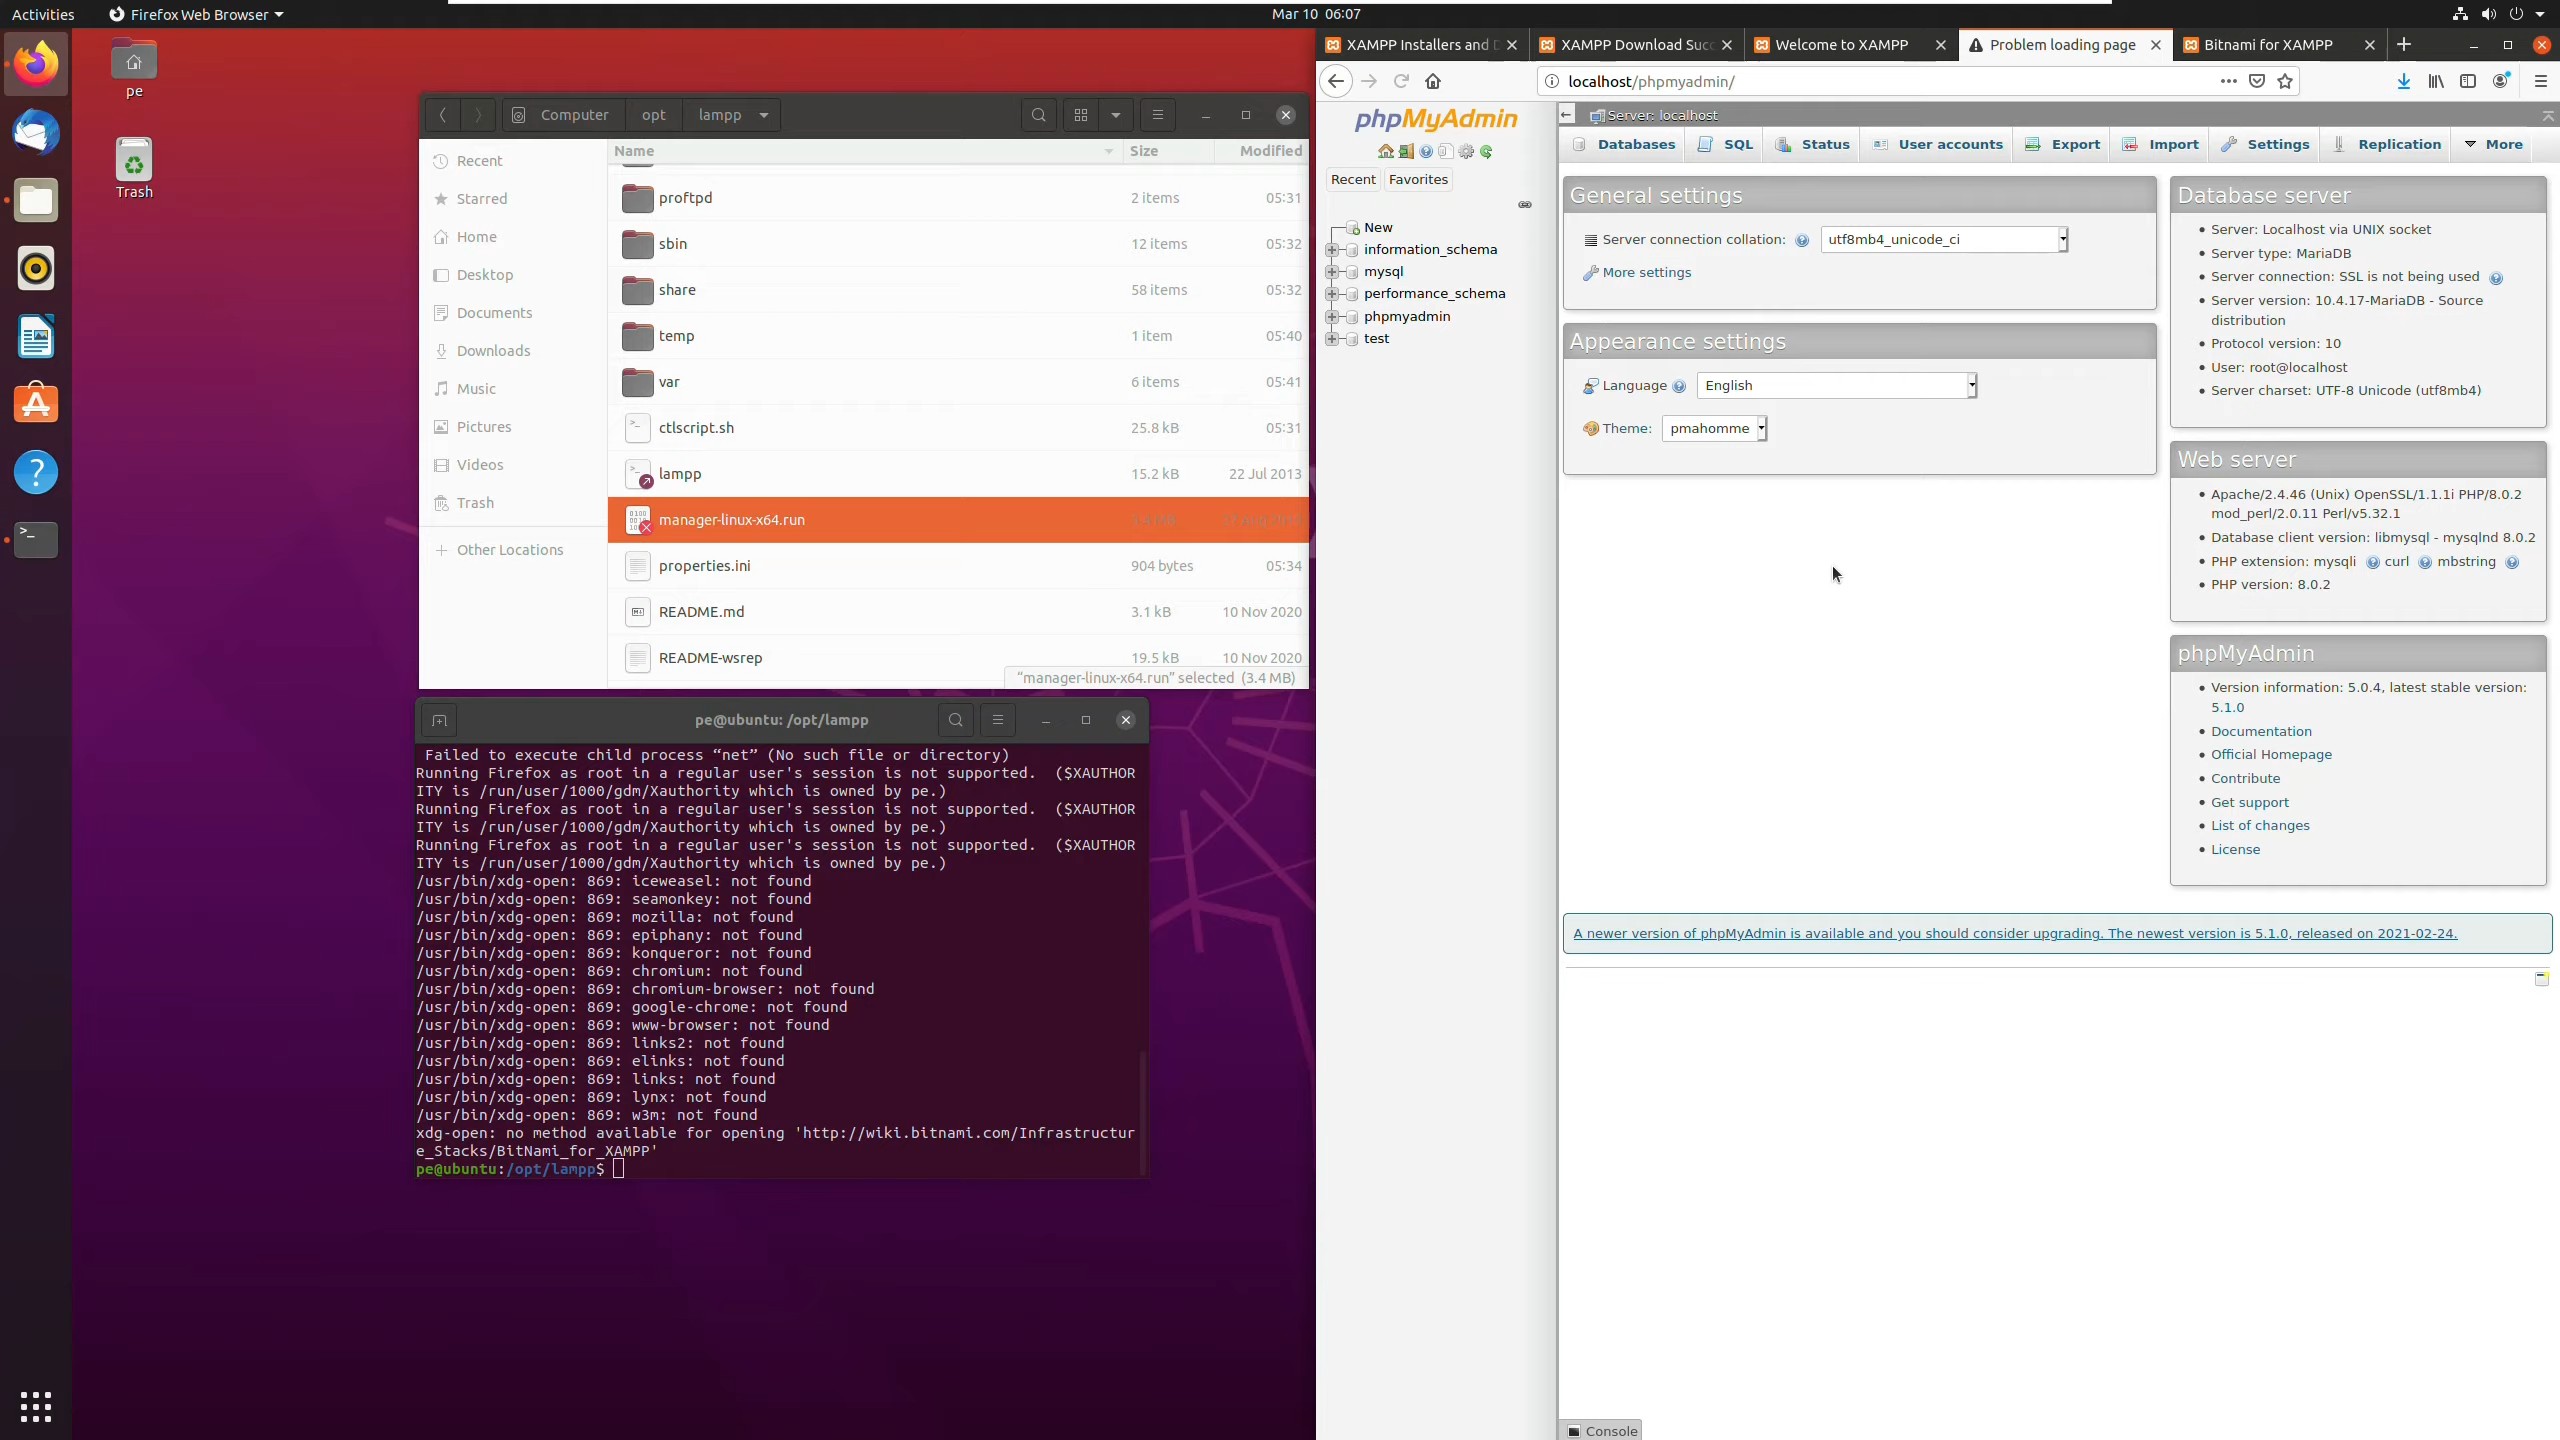 Activities
Firefox Web Browser
Mar 10 06:07
pe
Trash
Computer
opt
lampp
Recent
Starred
Home
Desktop
Documents
Downloads
Music
Pictures
Videos
Trash
Other Locations
Name Size Modified
proftpd 2 items 05:31
sbin 12 items 05:32
share 58 items 05:32
temp 1 item 05:40
var 6 items 05:41
ctlscript.sh 25.8 kB 05:31
lampp 15.2 kB 22 Jul 2013
manager-linux-x64.run
properties.ini 904 bytes 05:34
README.md 3.1 kB 10 Nov 2020
README-wsrep 19.5 kB 10 Nov 2020
“manager-linux-x64.run” selected (3.4 MB)
pe@ubuntu: /opt/lampp
Failed to execute child process “net” (No such file or directory)
Running Firefox as root in a regular user's session is not supported. ($XAUTHOR
ITY is /run/user/1000/gdm/Xauthority which is owned by pe.)
Running Firefox as root in a regular user's session is not supported. ($XAUTHOR
ITY is /run/user/1000/gdm/Xauthority which is owned by pe.)
Running Firefox as root in a regular user's session is not supported. ($XAUTHOR
ITY is /run/user/1000/gdm/Xauthority which is owned by pe.)
/usr/bin/xdg-open: 869: iceweasel: not found
/usr/bin/xdg-open: 869: seamonkey: not found
/usr/bin/xdg-open: 869: mozilla: not found
/usr/bin/xdg-open: 869: epiphany: not found
/usr/bin/xdg-open: 869: konqueror: not found
/usr/bin/xdg-open: 869: chromium: not found
/usr/bin/xdg-open: 869: chromium-browser: not found
/usr/bin/xdg-open: 869: google-chrome: not found
/usr/bin/xdg-open: 869: www-browser: not found
/usr/bin/xdg-open: 869: links2: not found
/usr/bin/xdg-open: 869: elinks: not found
/usr/bin/xdg-open: 869: links: not found
/usr/bin/xdg-open: 869: lynx: not found
/usr/bin/xdg-open: 869: w3m: not found
xdg-open: no method available for opening 'http://wiki.bitnami.com/Infrastructur
e_Stacks/BitNami_for_XAMPP'
pe@ubuntu:/opt/lampp$
XAMPP Installers and D
XAMPP Download Succ
Welcome to XAMPP
Problem loading page
Bitnami for XAMPP
localhost/phpmyadmin/
phpMyAdmin
Recent Favorites
New
information_schema
mysql
performance_schema
phpmyadmin
test
Server: localhost
Databases
SQL
Status
User accounts
Export
Import
Settings
Replication
More
General settings
Server connection collation: utf8mb4_unicode_ci
More settings
Appearance settings
Language English
Theme: pmahomme
Database server
Server: Localhost via UNIX socket
Server type: MariaDB
Server connection: SSL is not being used
Server version: 10.4.17-MariaDB - Source
distribution
Protocol version: 10
User: root@localhost
Server charset: UTF-8 Unicode (utf8mb4)
Web server
Apache/2.4.46 (Unix) OpenSSL/1.1.1i PHP/8.0.2
mod_perl/2.0.11 Perl/v5.32.1
Database client version: libmysql - mysqlnd 8.0.2
PHP extension: mysqli curl mbstring
PHP version: 8.0.2
phpMyAdmin
Version information: 5.0.4, latest stable version:
5.1.0
Documentation
Official Homepage
Contribute
Get support
List of changes
License
A newer version of phpMyAdmin is available and you should consider upgrading. The newest version is 5.1.0, released on 2021-02-24.
Console